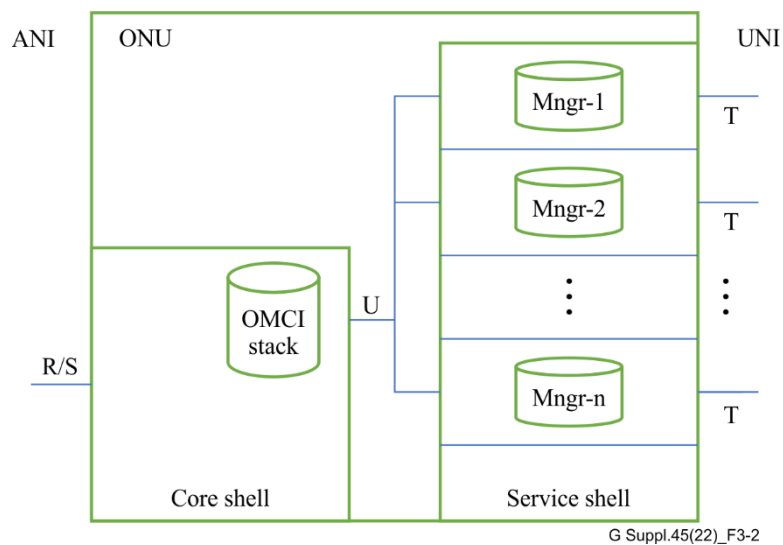 ANI
ONU
UNI
Mngr-1
T
Mngr-2
T
OMCI
stack
U
⋮
⋮
R/S
Mngr-n
T
Core shell
Service shell
G Suppl.45(22)_F3-2